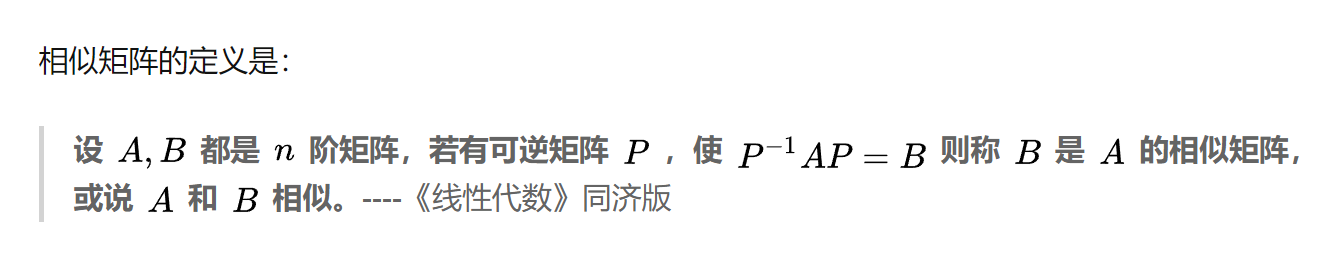 相似矩阵的定义是：
设 A, B 都是 n 阶矩阵，若有可逆矩阵 P ，使 P⁻¹AP = B 则称 B 是 A 的相似矩阵，
或说 A 和 B 相似。----《线性代数》同济版